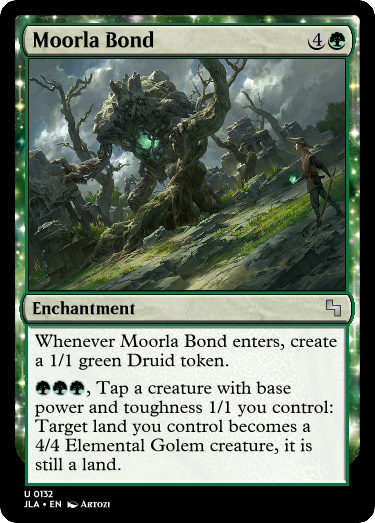 Moorla Bond 4
Enchantment
Whenever Moorla Bond enters, create
a 1/1 green Druid token.
, Tap a creature with base
power and toughness 1/1 you control:
Target land you control becomes a
4/4 Elemental Golem creature, it is
still a land.
U 0132
JLA • EN Artozi